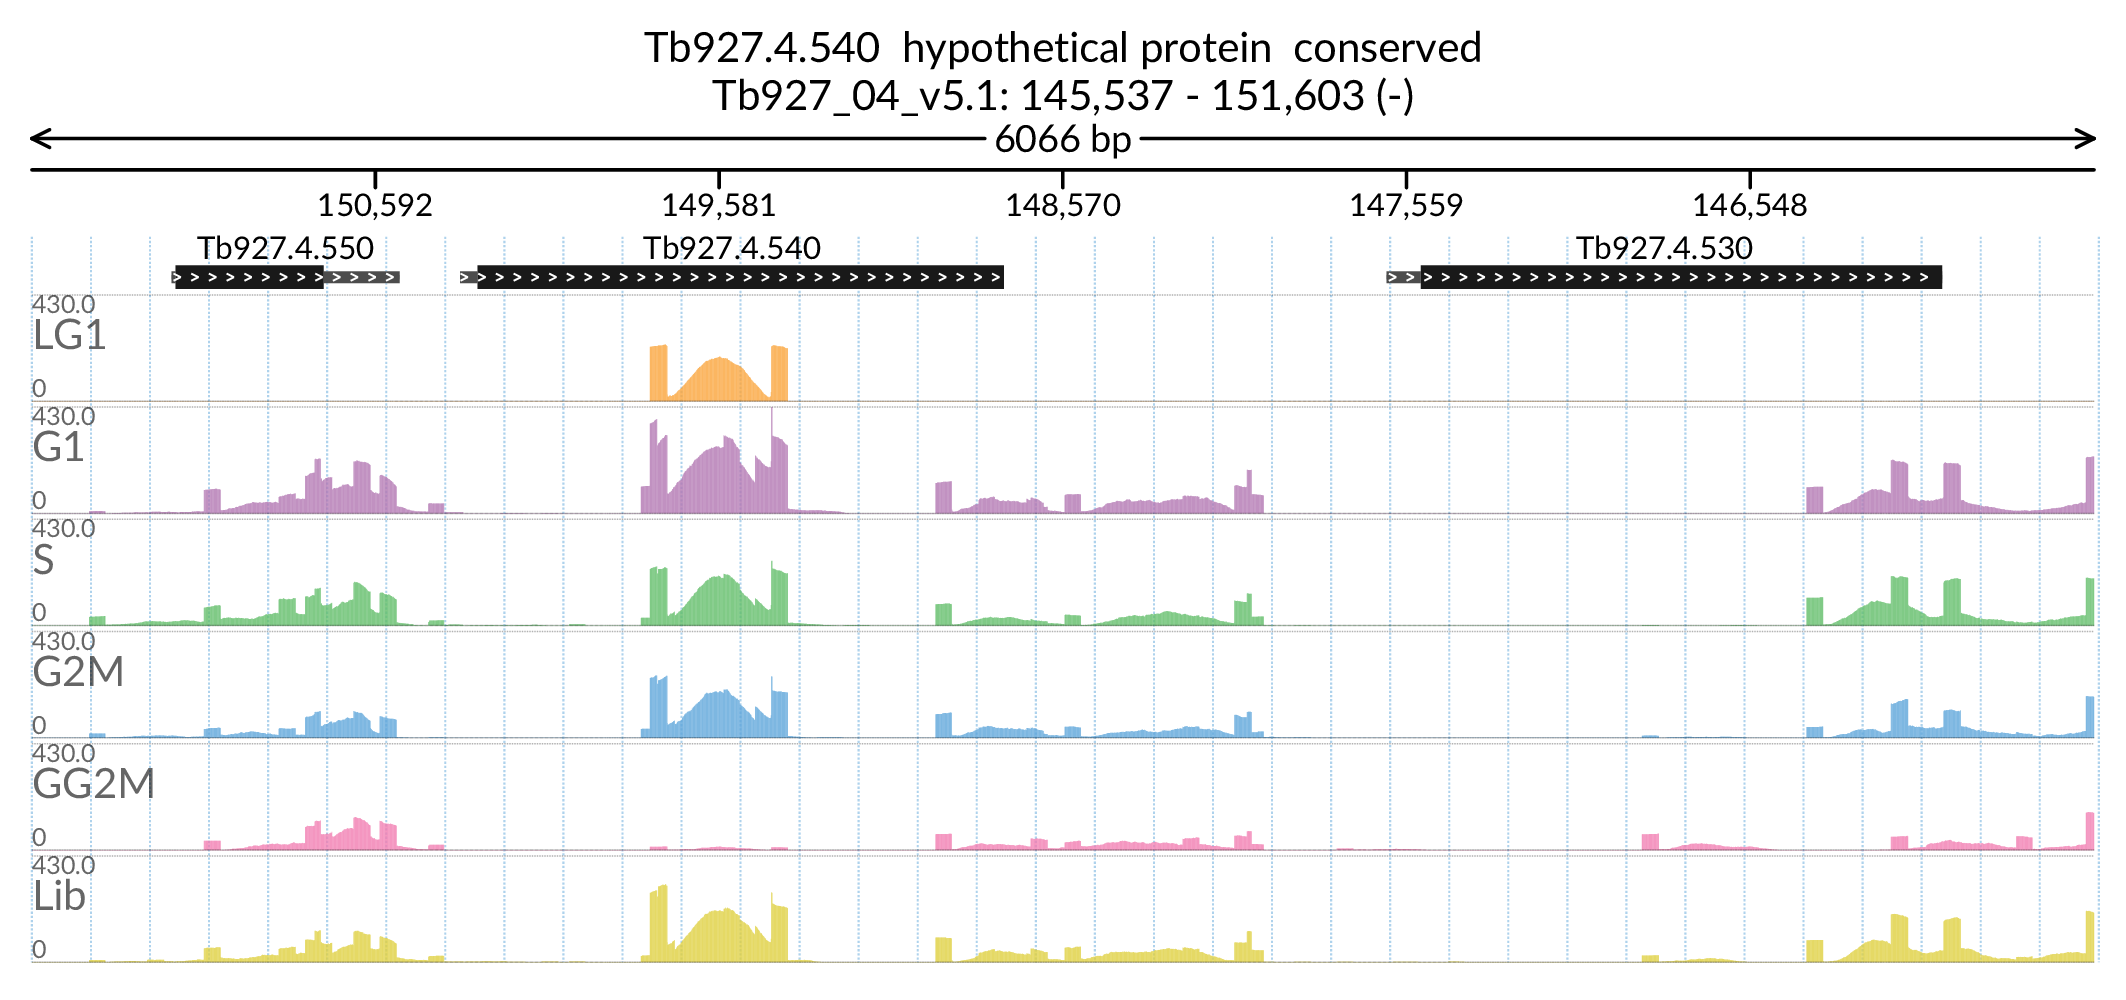 Tb927.4.540  hypothetical protein  conserved
Tb927_04_v5.1: 145,537 - 151,603 (-)
6066 bp
150,592 149,581 148,570 147,559 146,548
Tb927.4.550 Tb927.4.540 Tb927.4.530
430.0
LG1
0
430.0
G1
0
430.0
S
0
430.0
G2M
0
430.0
GG2M
0
430.0
Lib
0